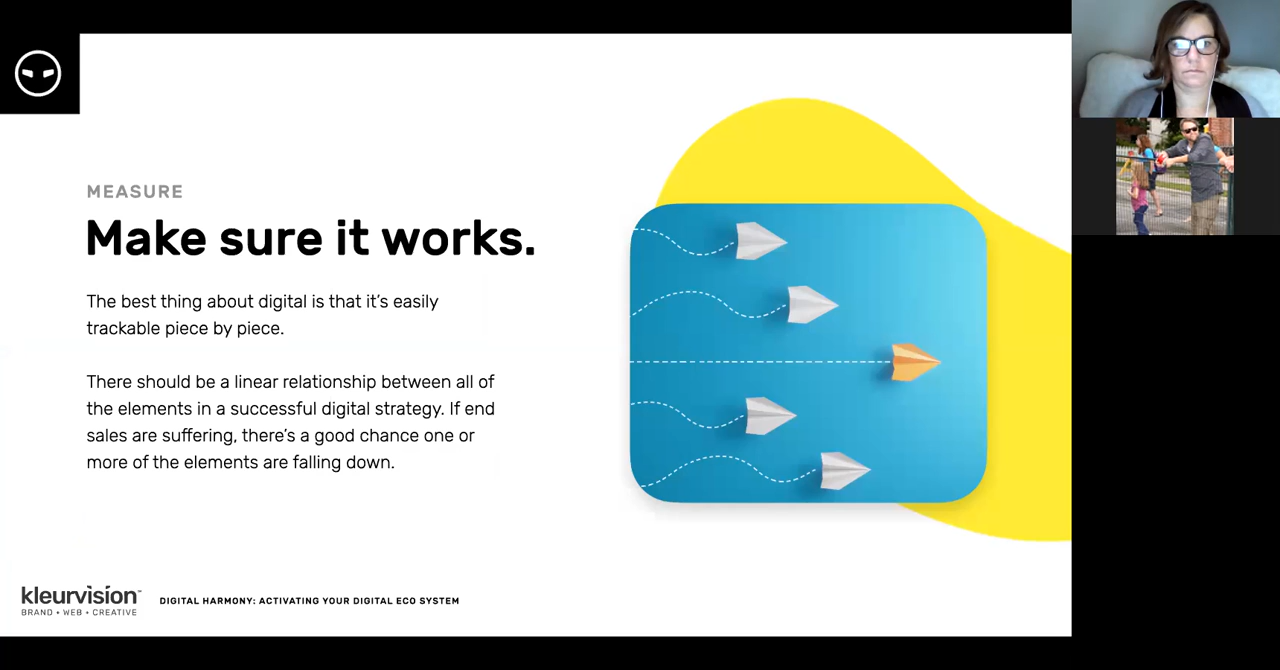 MEASURE
Make sure it works.
The best thing about digital is that it’s easily
trackable piece by piece.
There should be a linear relationship between all of
the elements in a successful digital strategy. If end
sales are suffering, there’s a good chance one or
more of the elements are falling down.
kleurvision™
BRAND • WEB • CREATIVE
DIGITAL HARMONY: ACTIVATING YOUR DIGITAL ECO SYSTEM